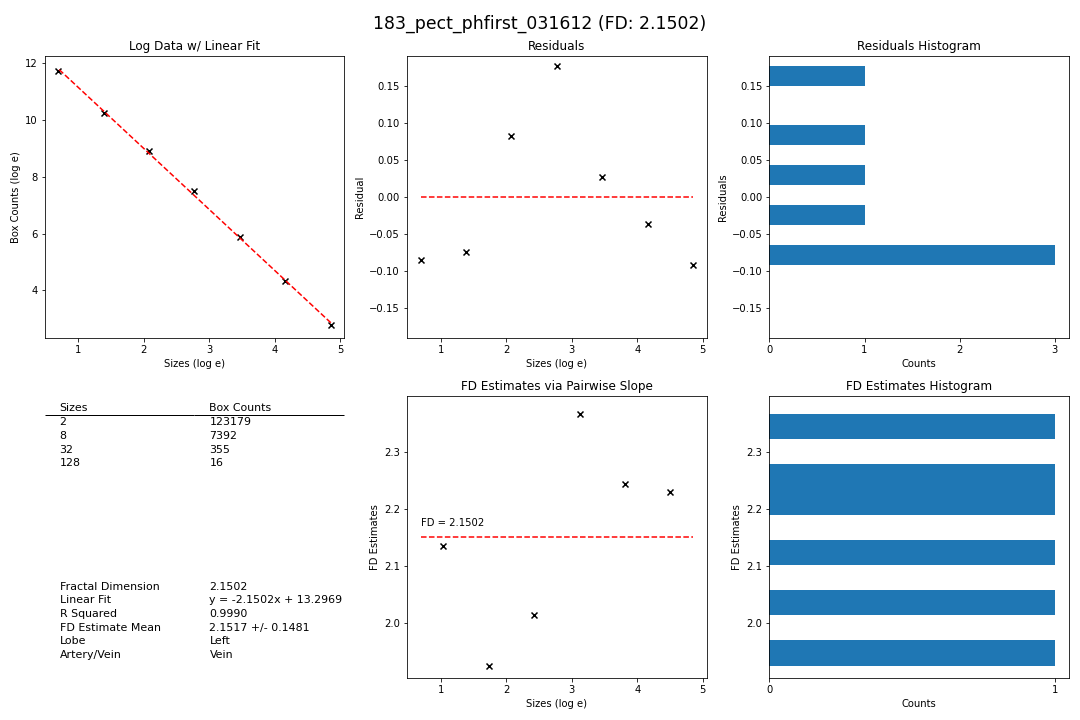 183_pect_phfirst_031612 (FD: 2.1502)
Log Data w/ Linear Fit
12
10
8
6
4
Box Counts (log e)
1 2 3 4 5
Sizes (log e)
Residuals
0.15
0.10
0.05
0.00
−0.05
−0.10
−0.15
Residual
1 2 3 4 5
Sizes (log e)
Residuals Histogram
0.15
0.10
0.05
0.00
−0.05
−0.10
−0.15
Residuals
0 1 2 3
Counts
Sizes Box Counts
2 123179
8 7392
32 355
128 16
Fractal Dimension 2.1502
Linear Fit y = -2.1502x + 13.2969
R Squared 0.9990
FD Estimate Mean 2.1517 +/- 0.1481
Lobe Left
Artery/Vein Vein
FD Estimates via Pairwise Slope
2.3
2.2
2.1
2.0
FD Estimates
FD = 2.1502
1 2 3 4 5
Sizes (log e)
FD Estimates Histogram
2.3
2.2
2.1
2.0
FD Estimates
0 1
Counts